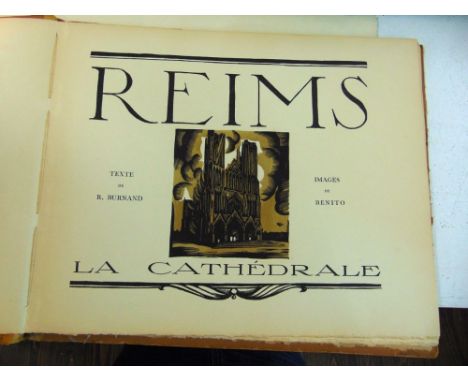 REIMS
TEXTE
DE
R. BURNAND
IMAGES
DE
BENITO
LA CATHÉDRALE